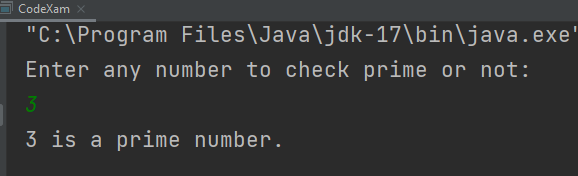 CodeXam
"C:\Program Files\Java\jdk-17\bin\java.exe"
Enter any number to check prime or not:
3
3 is a prime number.